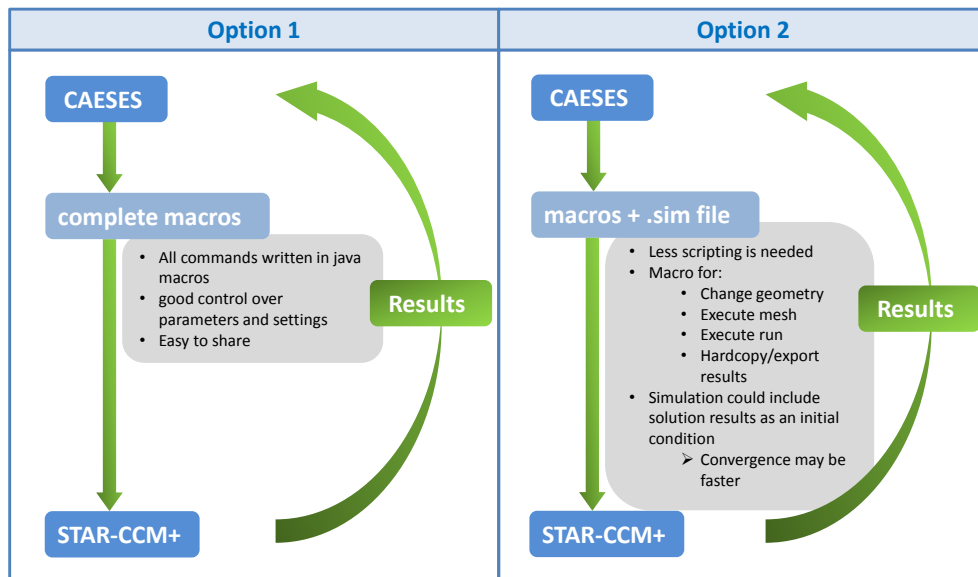 Option 1
CAESES
complete macros
• All commands written in java
macros
• good control over
parameters and settings
• Easy to share
Results
STAR-CCM+
Option 2
CAESES
macros + .sim file
• Less scripting is needed
• Macro for:
• Change geometry
• Execute mesh
• Execute run
• Hardcopy/export
results
• Simulation could include
solution results as an initial
condition
➢ Convergence may be
faster
Results
STAR-CCM+